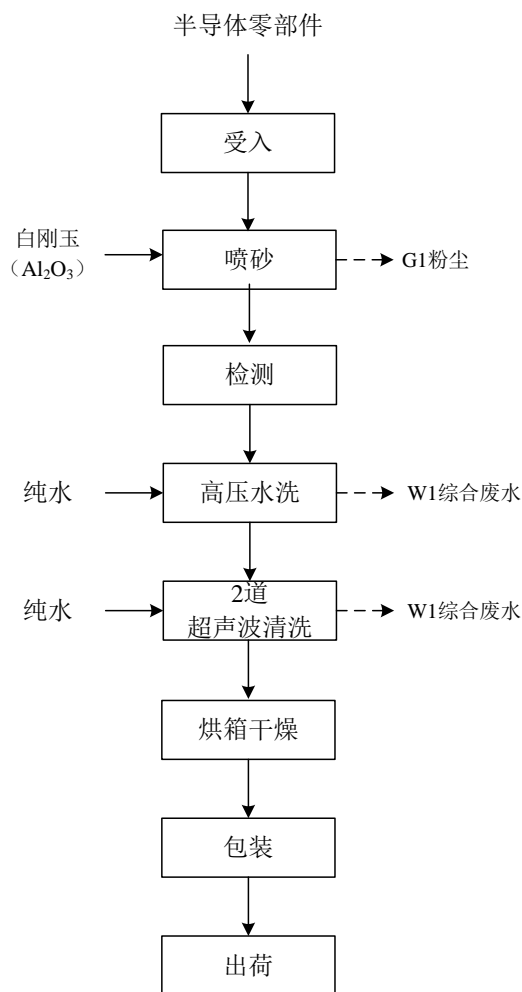 半导体零部件
受入
白刚玉
（Al₂O₃）
喷砂
G1粉尘
检测
纯水
高压水洗
W1综合废水
纯水
2道
超声波清洗
W1综合废水
烘箱干燥
包装
出荷